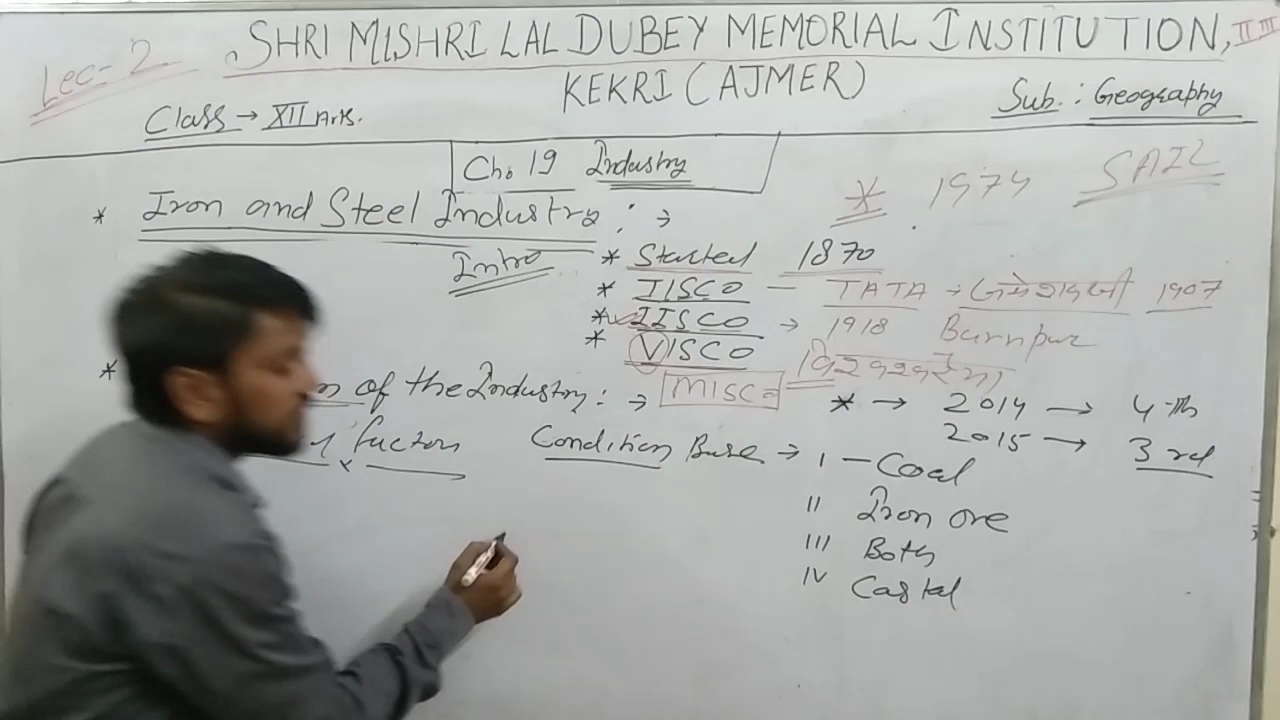 Lec-2 SHRI MISHRI LAL DUBEY MEMORIAL INSTITUTION,
KEKRI (AJMER)
Class → XII Arts. Sub.: Geography
Ch. 19 Industry
* 1974 SAIL
* Iron and Steel Industry : →
Intro
* Started 1870
* TISCO — TATA → जमशेदजी 1907
* IISCO → 1918 Burnpur
* VISCO
* of the Industry : → MISCO
* → 2014 → 4th
2015 → 3rd
factors Condition Base → I — Coal
II Iron ore
III Both
IV Castal